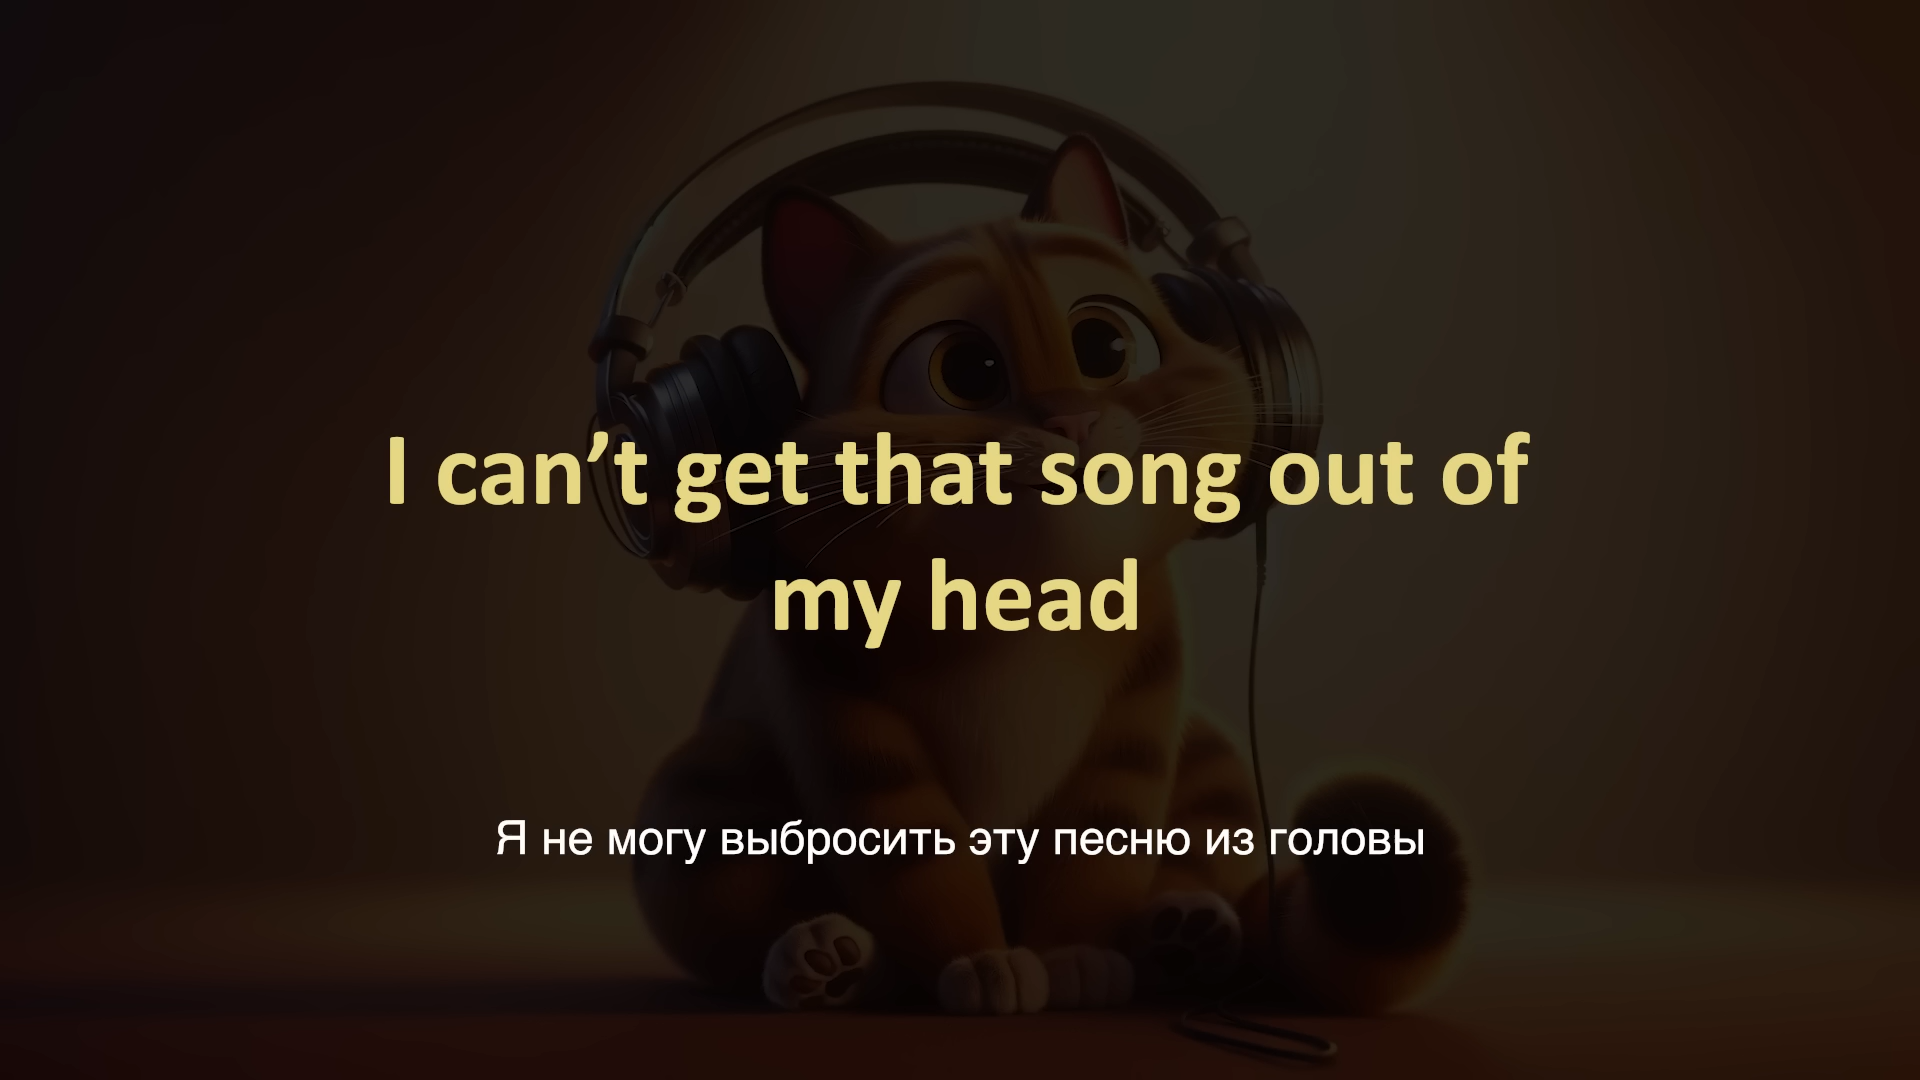 I can’t get that song out of
my head
Я не могу выбросить эту песню из головы